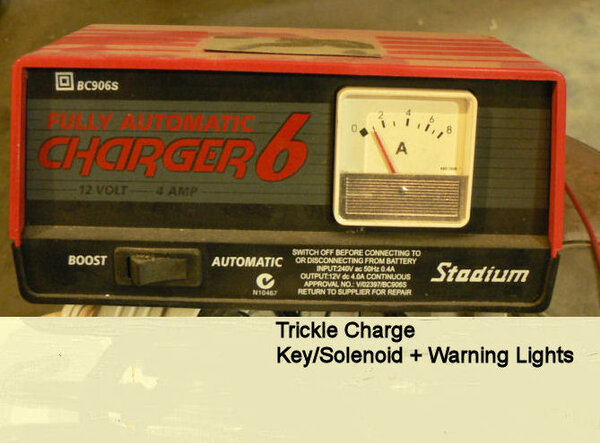 BC906S
FULLY AUTOMATIC
CHARGER 6
12 VOLT 4 AMP
0 2 4 6 8
A
BOOST
AUTOMATIC
N10467
SWITCH OFF BEFORE CONNECTING TO
OR DISCONNECTING FROM BATTERY
INPUT:240V ac 50Hz 0.4A
OUTPUT:12V dc 4.0A CONTINUOUS
APPROVAL NO.: V/02397/BC906S
RETURN TO SUPPLIER FOR REPAIR
Stadium
Trickle Charge
Key/Solenoid + Warning Lights